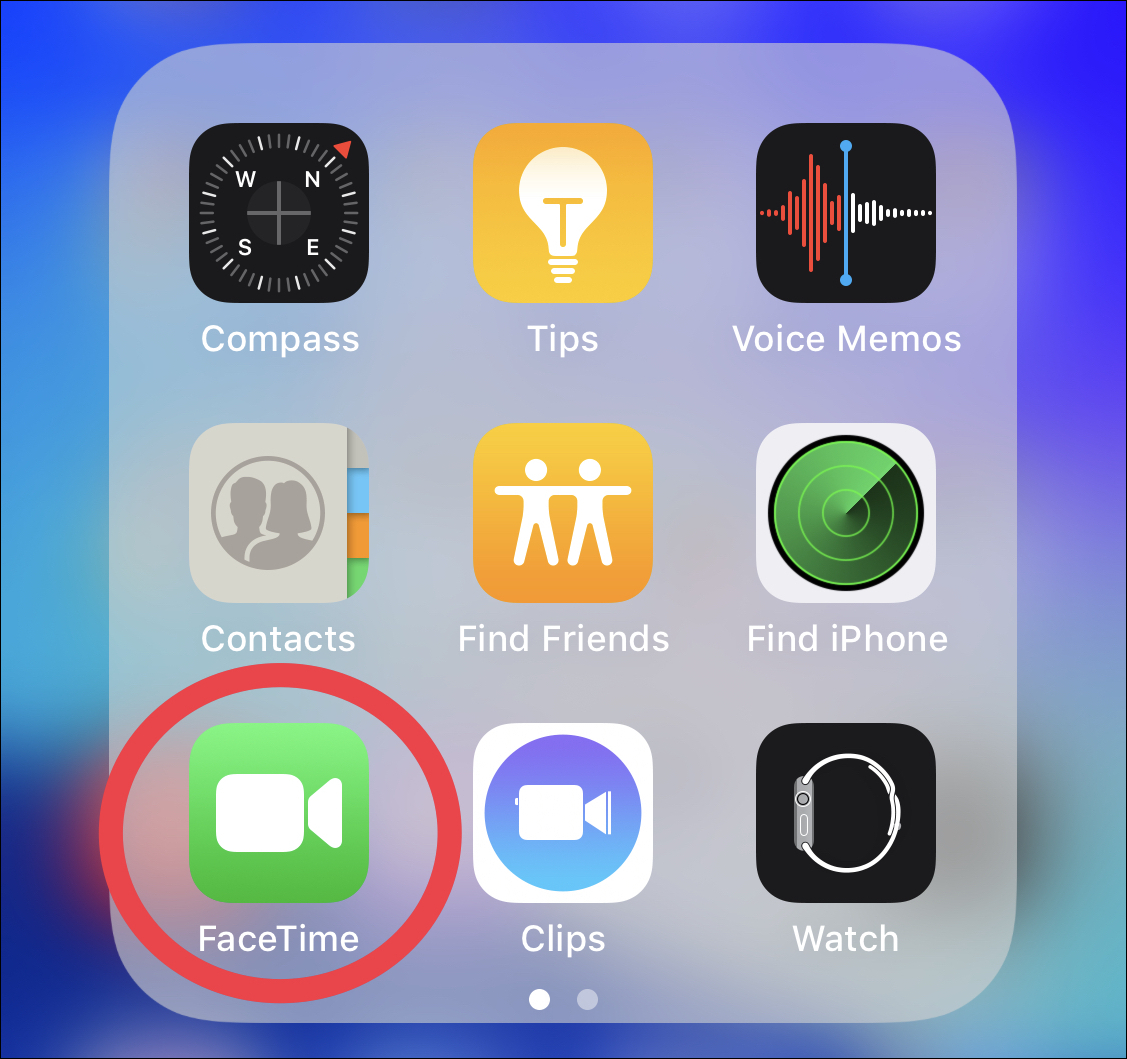 W N
S E
Compass
Tips
Voice Memos
Contacts
Find Friends
Find iPhone
FaceTime
Clips
Watch